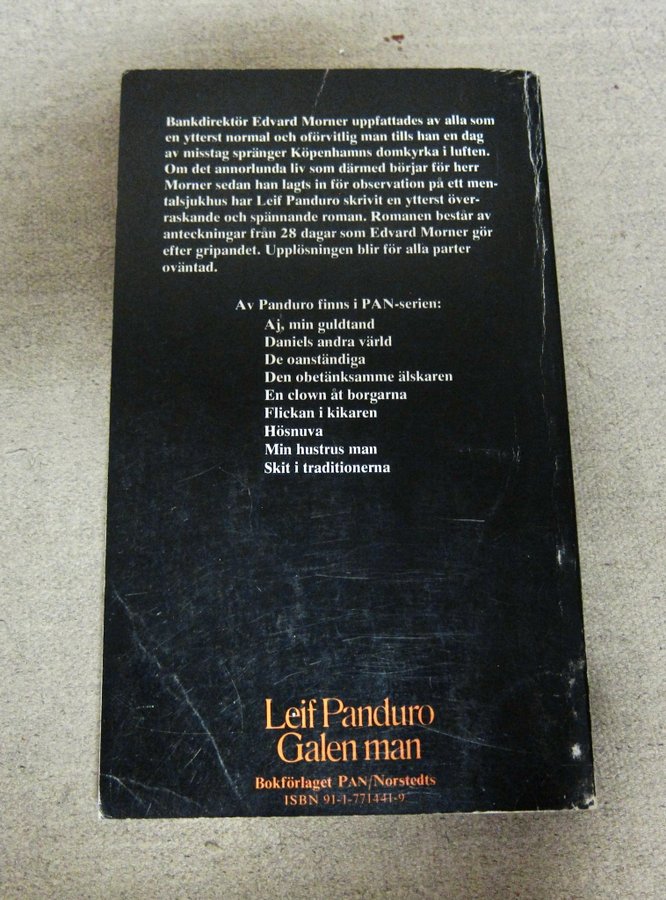 Bankdirektör Edvard Morner uppfattades av alla som
en ytterst normal och oförvitlig man tills han en dag
av misstag spränger Köpenhamns domkyrka i luften.
Om det annorlunda liv som därmed börjar för herr
Morner sedan han lagts in för observation på ett men-
talsjukhus har Leif Panduro skrivit en ytterst över-
raskande och spännande roman. Romanen består av
anteckningar från 28 dagar som Edvard Morner gör
efter gripandet. Upplösningen blir för alla parter
oväntad.
Av Panduro finns i PAN-serien:
Aj, min guldtand
Daniels andra värld
De oanständiga
Den obetänksamme älskaren
En clown åt borgarna
Flickan i kikaren
Hösnuva
Min hustrus man
Skit i traditionerna
Leif Panduro
Galen man
Bokförlaget PAN/Norstedts
ISBN 91-1-771441-9